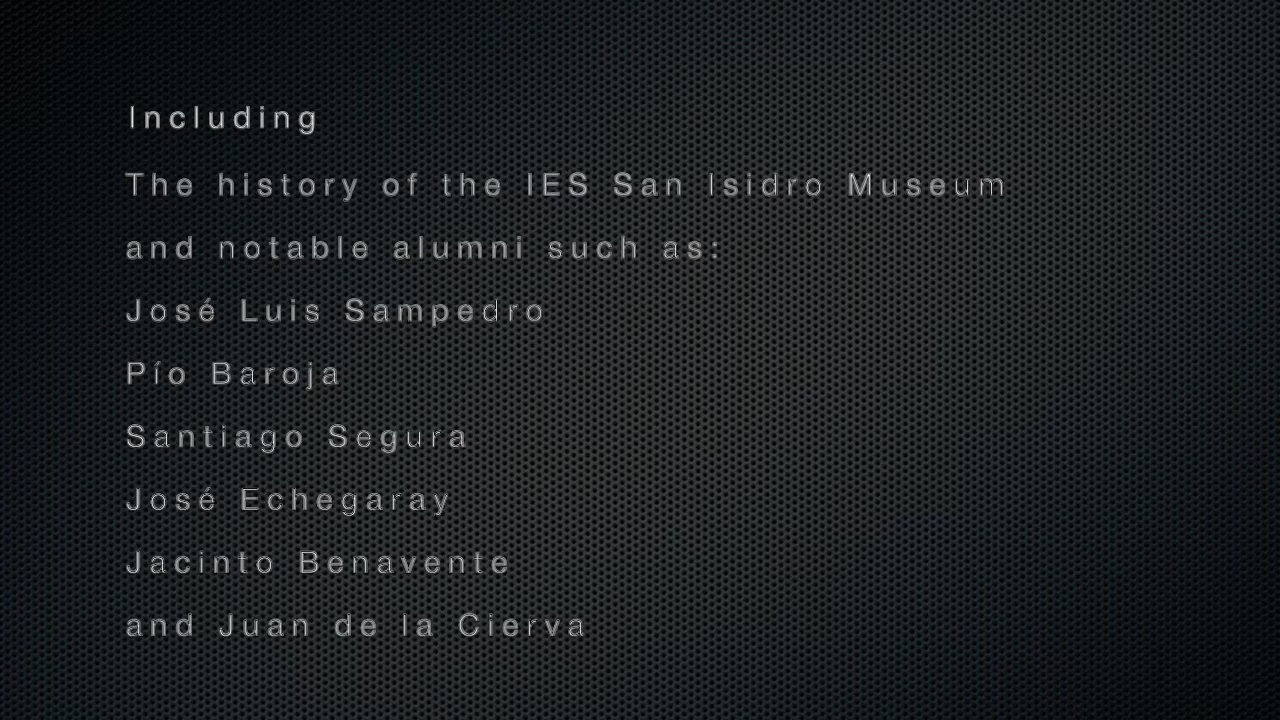 Including
The history of the IES San Isidro Museum
and notable alumni such as:
José Luis Sampedro
Pío Baroja
Santiago Segura
José Echegaray
Jacinto Benavente
and Juan de la Cierva